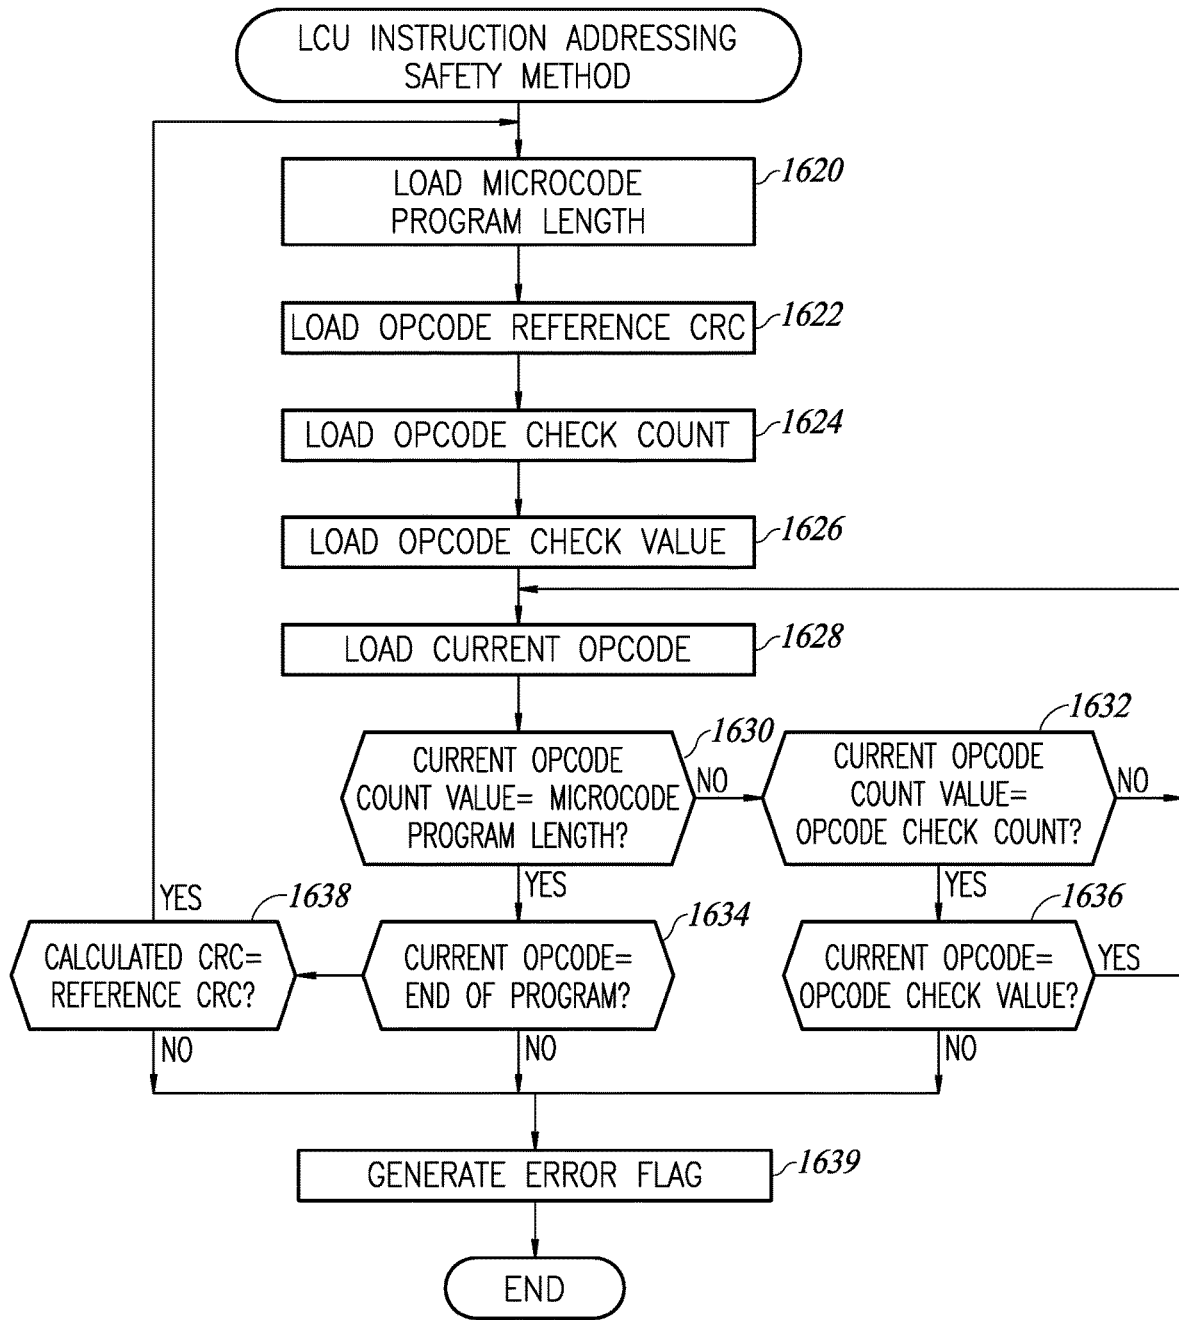 LCU INSTRUCTION ADDRESSING
SAFETY METHOD
LOAD MICROCODE
PROGRAM LENGTH
1620
LOAD OPCODE REFERENCE CRC
1622
LOAD OPCODE CHECK COUNT
1624
LOAD OPCODE CHECK VALUE
1626
LOAD CURRENT OPCODE
1628
CURRENT OPCODE
COUNT VALUE= MICROCODE
PROGRAM LENGTH?
1630
NO
CURRENT OPCODE
COUNT VALUE=
OPCODE CHECK COUNT?
1632
NO
YES
YES
YES
CALCULATED CRC=
REFERENCE CRC?
1638
CURRENT OPCODE=
END OF PROGRAM?
1634
CURRENT OPCODE=
OPCODE CHECK VALUE?
1636
YES
NO
NO
NO
GENERATE ERROR FLAG
1639
END